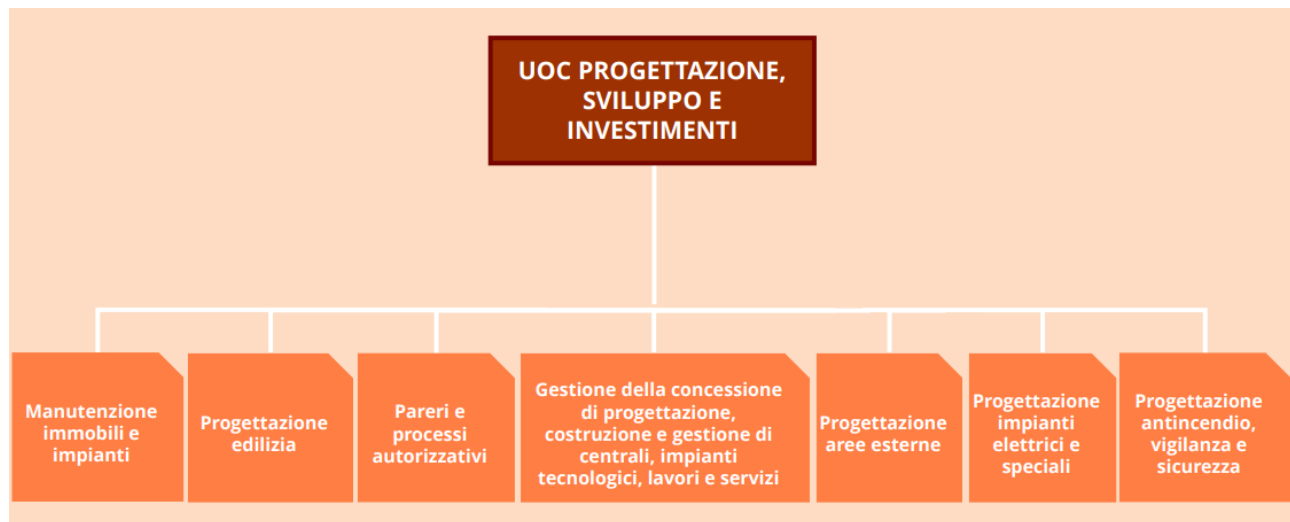 UOC PROGETTAZIONE,
SVILUPPO E
INVESTIMENTI
Manutenzione
immobili e
impianti
Progettazione
edilizia
Pareri e
processi
autorizzativi
Gestione della concessione
di progettazione,
costruzione e gestione di
centrali, impianti
tecnologici, lavori e servizi
Progettazione
aree esterne
Progettazione
impianti
elettrici e
speciali
Progettazione
antincendio,
vigilanza e
sicurezza